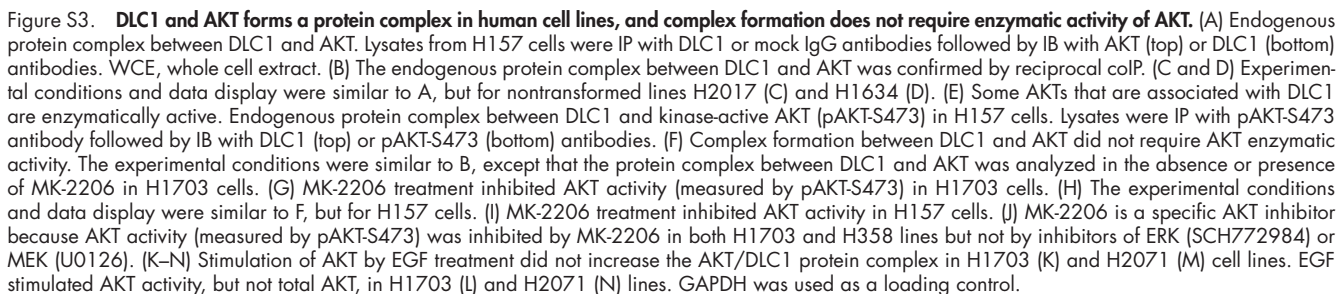 Figure S3. DLC1 and AKT forms a protein complex in human cell lines, and complex formation does not require enzymatic activity of AKT. (A) Endogenous
protein complex between DLC1 and AKT. Lysates from H157 cells were IP with DLC1 or mock IgG antibodies followed by IB with AKT (top) or DLC1 (bottom)
antibodies. WCE, whole cell extract. (B) The endogenous protein complex between DLC1 and AKT was confirmed by reciprocal coIP. (C and D) Experimen-
tal conditions and data display were similar to A, but for nontransformed lines H2017 (C) and H1634 (D). (E) Some AKTs that are associated with DLC1
are enzymatically active. Endogenous protein complex between DLC1 and kinase-active AKT (pAKT-S473) in H157 cells. Lysates were IP with pAKT-S473
antibody followed by IB with DLC1 (top) or pAKT-S473 (bottom) antibodies. (F) Complex formation between DLC1 and AKT did not require AKT enzymatic
activity. The experimental conditions were similar to B, except that the protein complex between DLC1 and AKT was analyzed in the absence or presence
of MK-2206 in H1703 cells. (G) MK-2206 treatment inhibited AKT activity (measured by pAKT-S473) in H1703 cells. (H) The experimental conditions
and data display were similar to F, but for H157 cells. (I) MK-2206 treatment inhibited AKT activity in H157 cells. (J) MK-2206 is a specific AKT inhibitor
because AKT activity (measured by pAKT-S473) was inhibited by MK-2206 in both H1703 and H358 lines but not by inhibitors of ERK (SCH772984) or
MEK (U0126). (K–N) Stimulation of AKT by EGF treatment did not increase the AKT/DLC1 protein complex in H1703 (K) and H2071 (M) cell lines. EGF
stimulated AKT activity, but not total AKT, in H1703 (L) and H2071 (N) lines. GAPDH was used as a loading control.